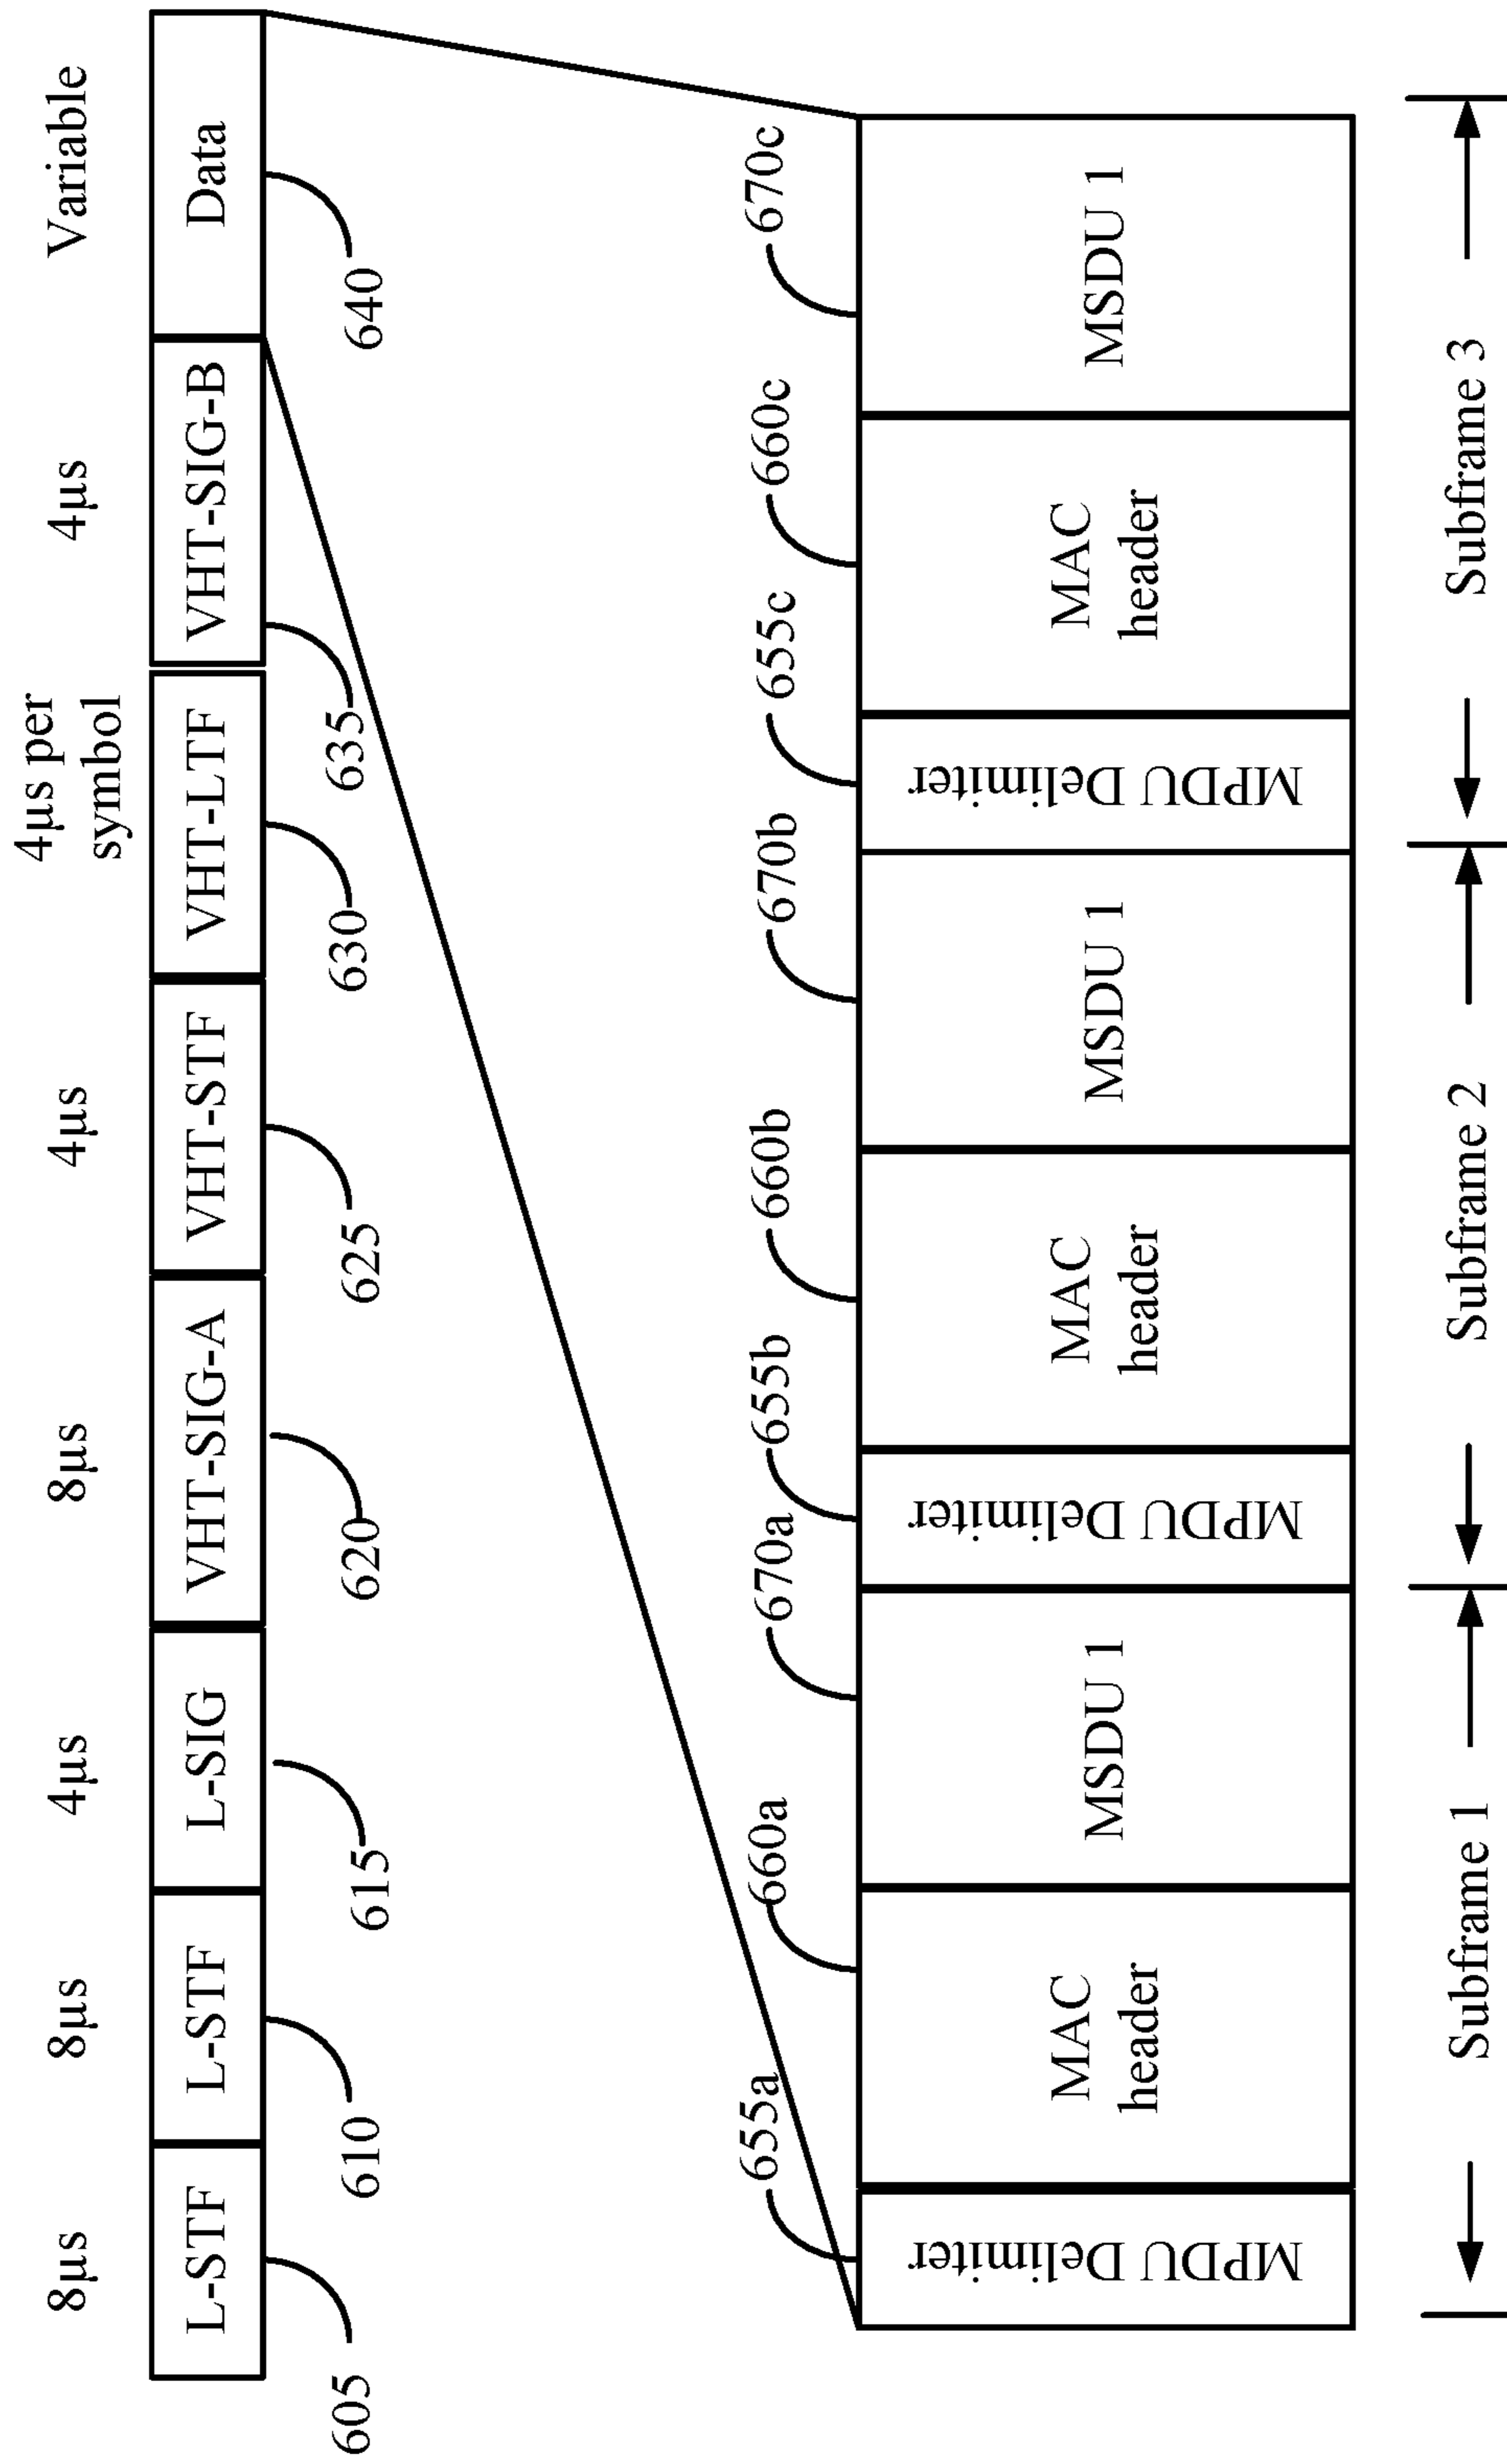 8µs
8µs
4µs
8µs
4µs
4µs per
symbol
4µs
Variable
L-STF
L-STF
L-SIG
VHT-SIG-A
VHT-STF
VHT-LTF
VHT-SIG-B
Data
605
610
615
620
625
630
635
640
655a
660a
670a
655b
660b
670b
655c
660c
670c
MPDU Delimiter
MAC
header
MSDU 1
MPDU Delimiter
MAC
header
MSDU 1
MPDU Delimiter
MAC
header
MSDU 1
Subframe 1
Subframe 2
Subframe 3